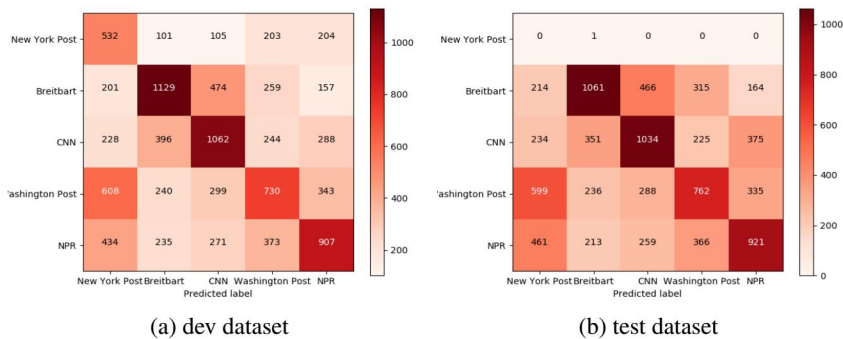 New York Post 532 101 105 203 204
Breitbart 201 1129 474 259 157
CNN 228 396 1062 244 288
'ashington Post 608 240 299 730 343
NPR 434 235 271 373 907
New York Post Breitbart CNN Washington Post NPR
Predicted label
1000
800
600
400
200
(a) dev dataset
New York Post 0 1 0 0 0
Breitbart 214 1061 466 315 164
CNN 234 351 1034 225 375
'ashington Post 599 236 288 762 335
NPR 461 213 259 366 921
New York Post Breitbart CNN Washington Post NPR
Predicted label
1000
800
600
400
200
0
(b) test dataset